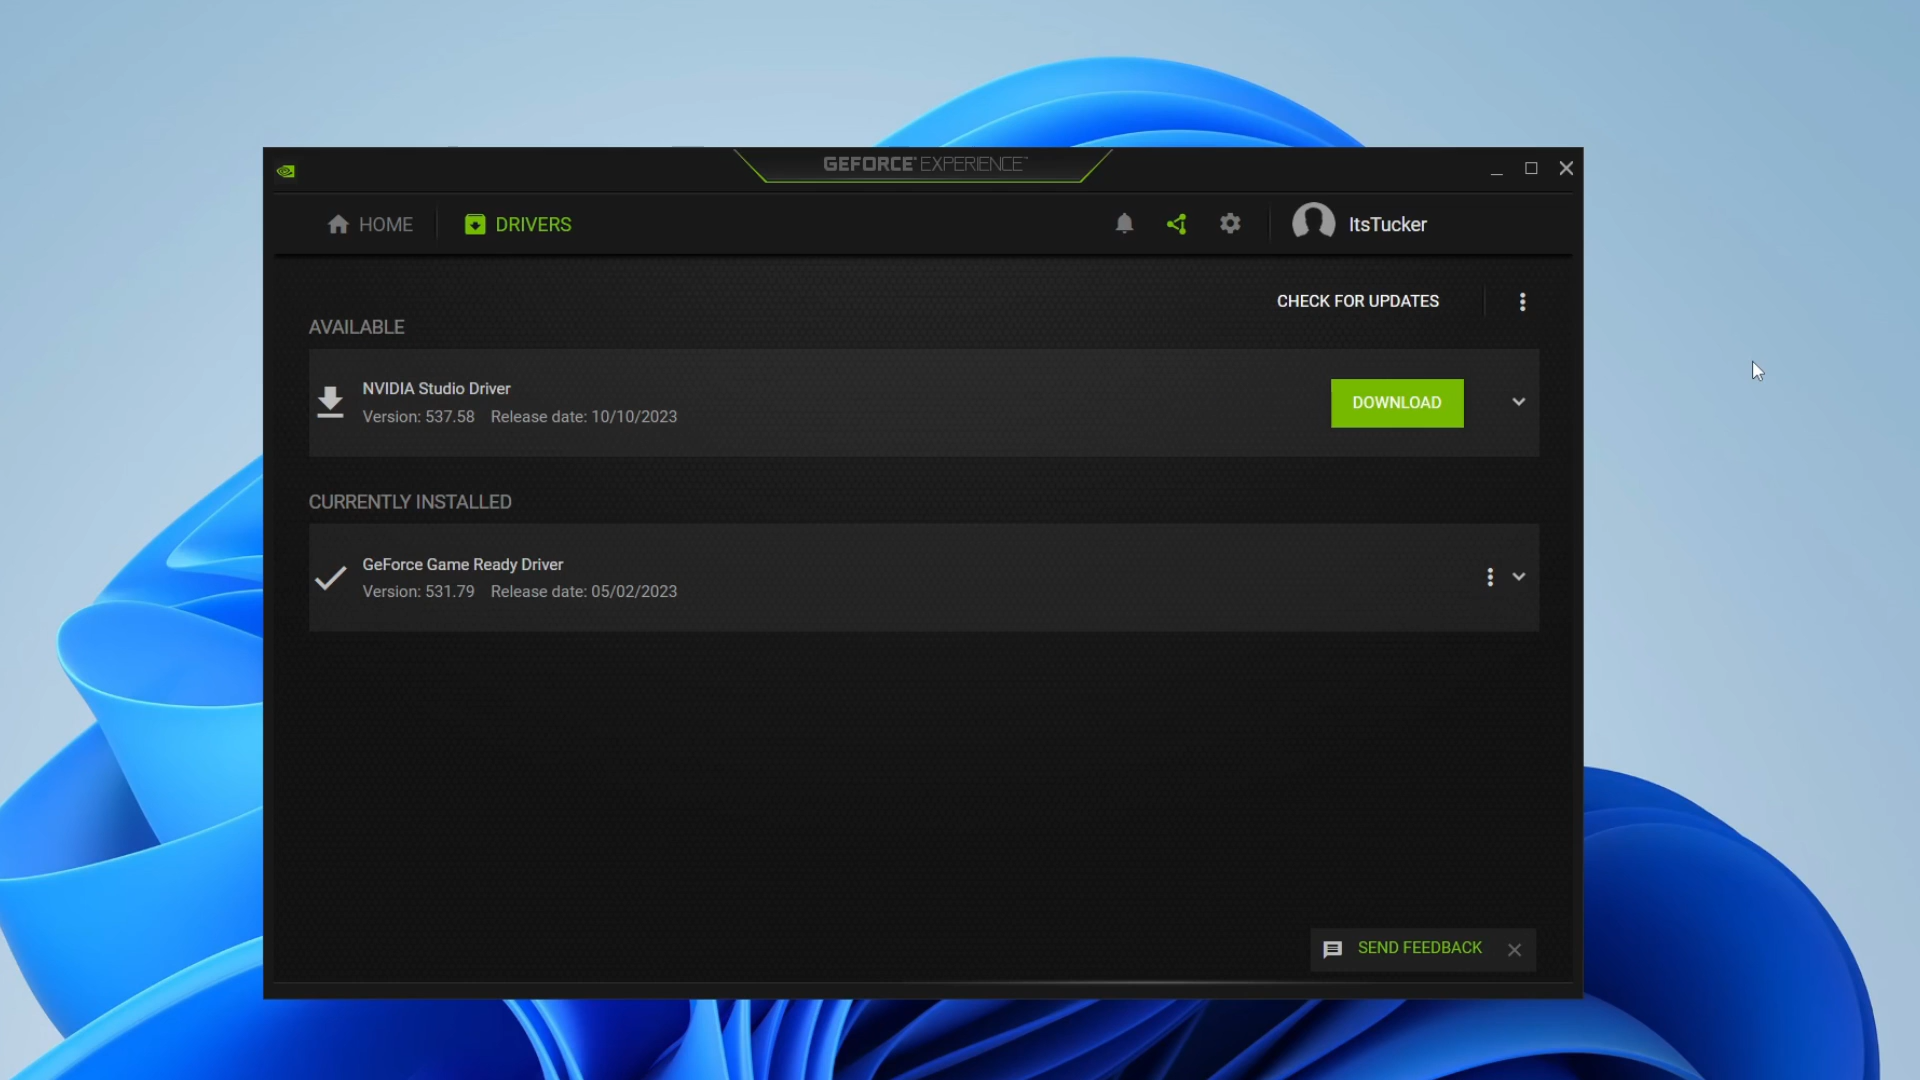 GEFORCE EXPERIENCE™
HOME
DRIVERS
ItsTucker
CHECK FOR UPDATES
AVAILABLE
NVIDIA Studio Driver
Version: 537.58 Release date: 10/10/2023
DOWNLOAD
CURRENTLY INSTALLED
GeForce Game Ready Driver
Version: 531.79 Release date: 05/02/2023
SEND FEEDBACK